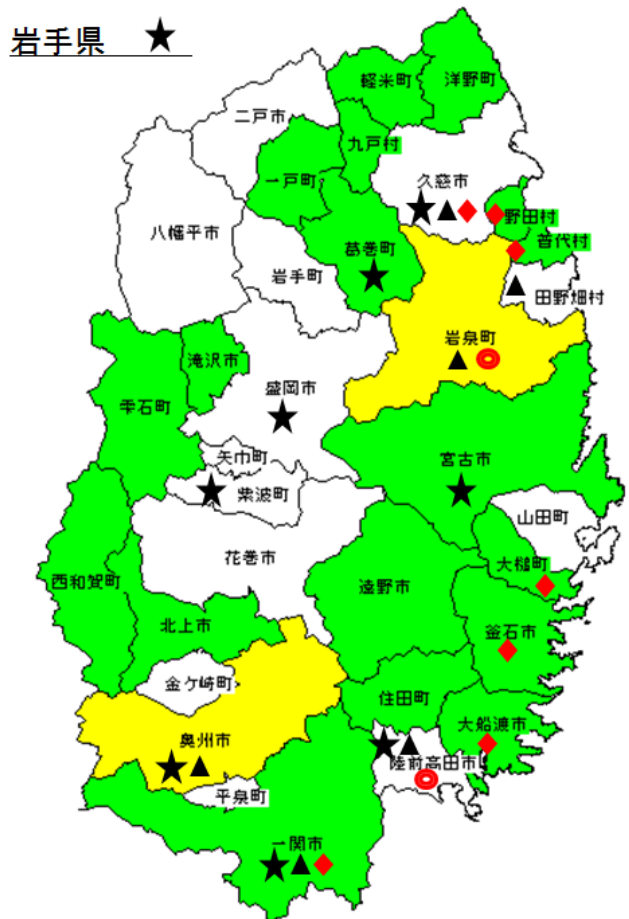 岩手県 ★
軽米町
洋野町
二戸市
九戸村
一戸町
久慈市
野田村
八幡平市
葛巻町
普代村
岩手町
田野畑村
岩泉町
滝沢市
盛岡市
雫石町
矢巾町
宮古市
紫波町
山田町
花巻市
大槌町
西和賀町
遠野市
北上市
釜石市
金ケ崎町
住田町
大船渡市
奥州市
陸前高田市
平泉町
一関市